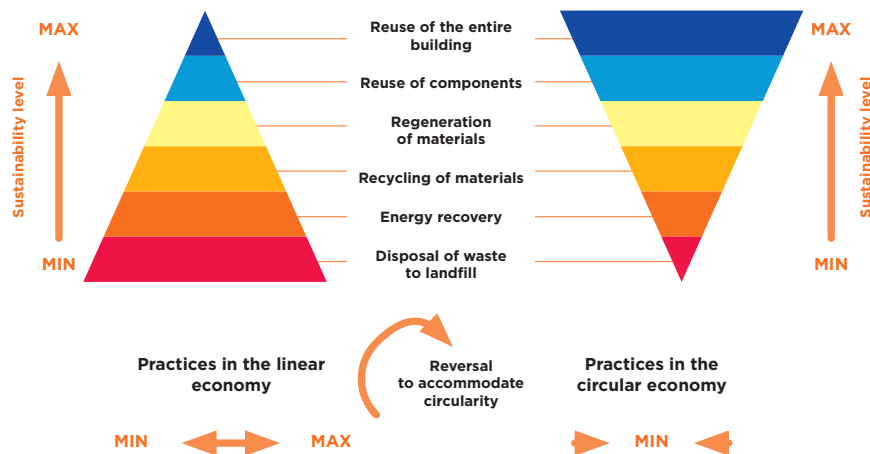 MAX
Sustainability level
MIN
Reuse of the entire
building
Reuse of components
Regeneration
of materials
Recycling of materials
Energy recovery
Disposal of waste
to landfill
MAX
Sustainability level
MIN
Practices in the linear
economy
Reversal
to accommodate
circularity
Practices in the
circular economy
MIN
MAX
MIN